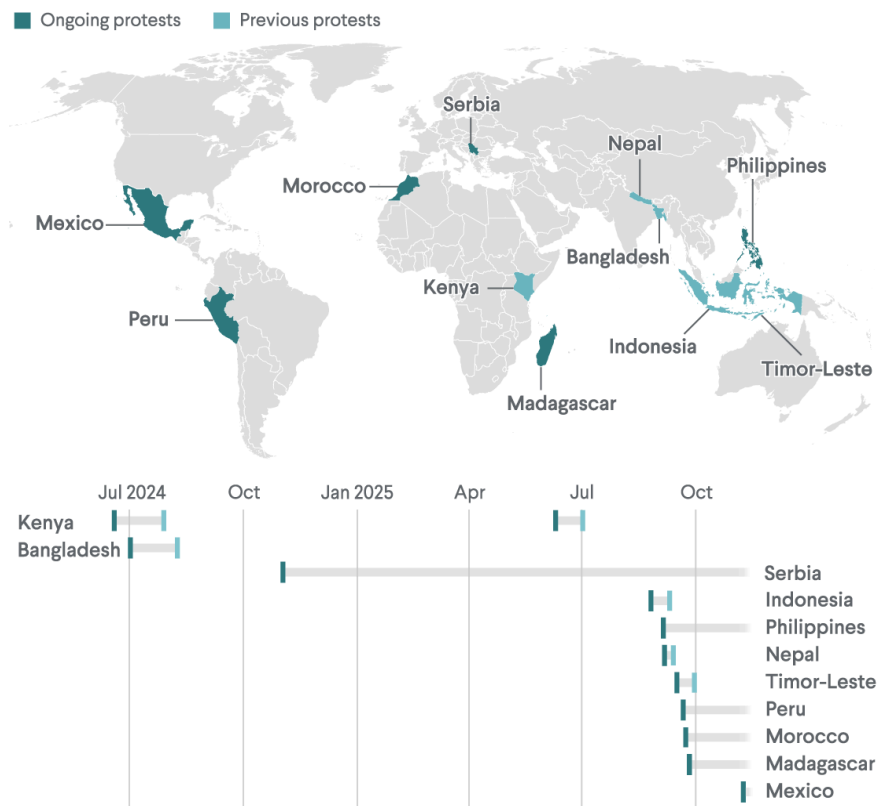 Ongoing protests
Previous protests
Serbia
Nepal
Philippines
Morocco
Mexico
Bangladesh
Kenya
Peru
Indonesia
Timor-Leste
Madagascar
Jul 2024
Oct
Jan 2025
Apr
Jul
Oct
Kenya
Bangladesh
Serbia
Indonesia
Philippines
Nepal
Timor-Leste
Peru
Morocco
Madagascar
Mexico